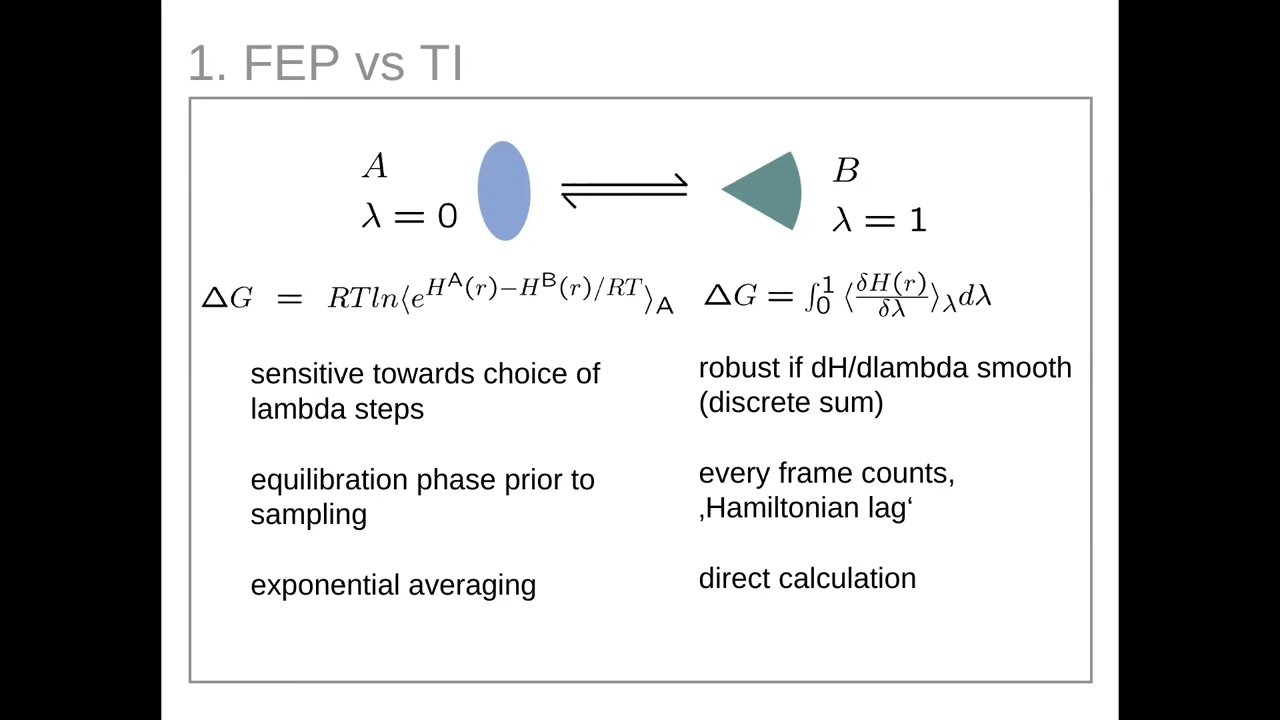 1. FEP vs TI
A
λ = 0
B
λ = 1
ΔG = RTln⟨e^{H^A(r)−H^B(r)/RT}⟩_A
ΔG = ∫_0^1 ⟨δH(r)/δλ⟩_λ dλ
sensitive towards choice of
lambda steps
equilibration phase prior to
sampling
exponential averaging
robust if dH/dlambda smooth
(discrete sum)
every frame counts,
‚Hamiltonian lag‘
direct calculation